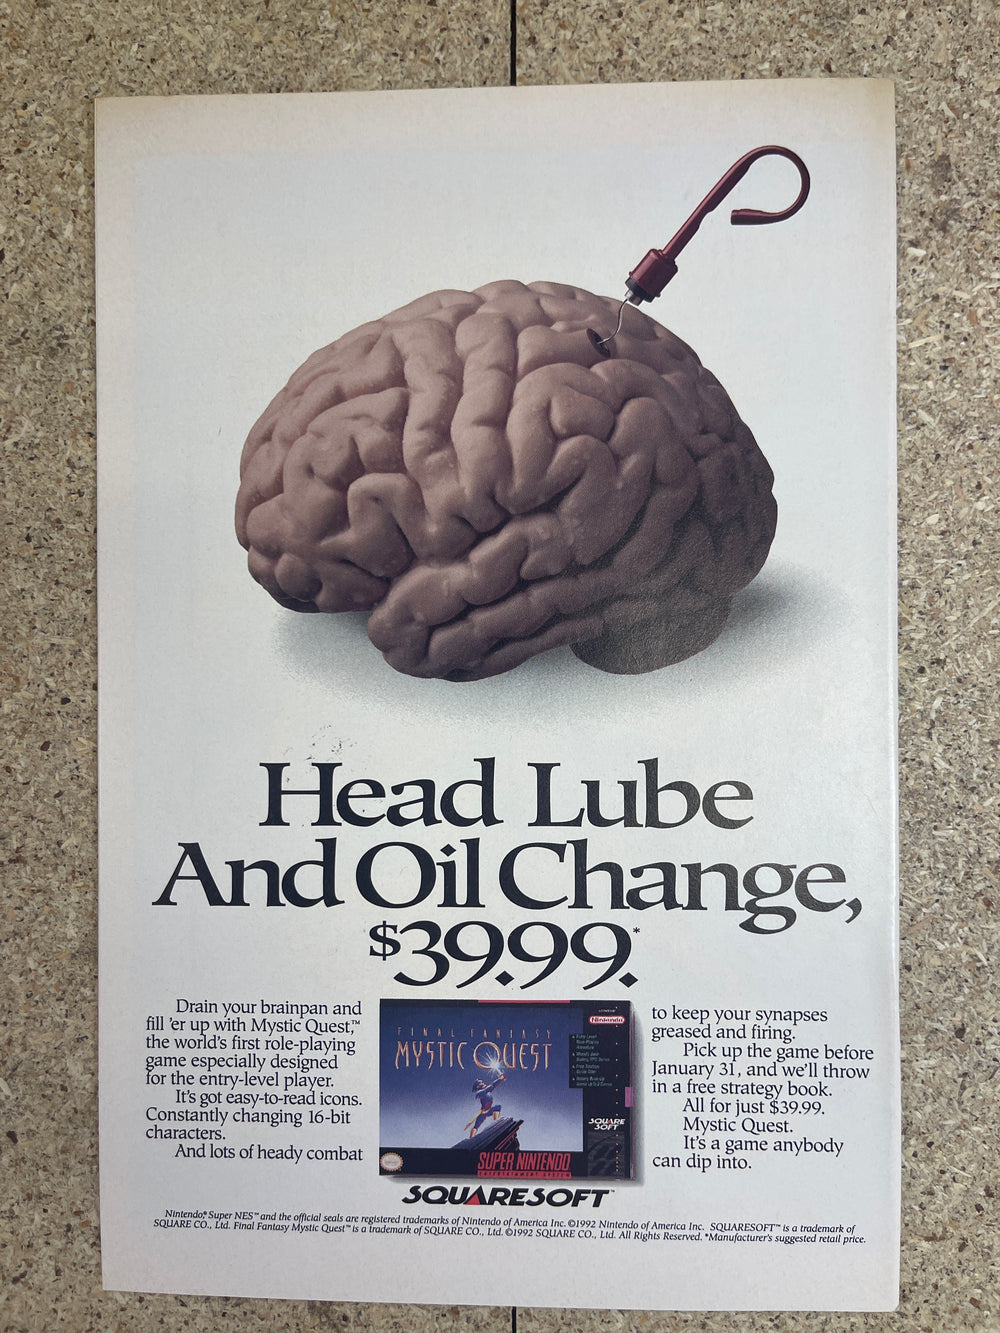 Head Lube
And Oil Change,
$39.99.*
Drain your brainpan and
fill 'er up with Mystic Quest,™
the world's first role-playing
game especially designed
for the entry-level player.
It's got easy-to-read icons.
Constantly changing 16-bit
characters.
And lots of heady combat
FINAL FANTASY
MYSTIC QUEST
Nintendo
SQUARE
SOFT
SUPER NINTENDO
ENTERTAINMENT SYSTEM
to keep your synapses
greased and firing.
Pick up the game before
January 31, and we'll throw
in a free strategy book.
All for just $39.99.
Mystic Quest.
It's a game anybody
can dip into.
SQUARESOFT™
Nintendo,® Super NES™ and the official seals are registered trademarks of Nintendo of America Inc. ©1992 Nintendo of America Inc. SQUARESOFT™ is a trademark of
SQUARE CO., Ltd. Final Fantasy Mystic Quest™ is a trademark of SQUARE CO., Ltd. ©1992 SQUARE CO., Ltd. All Rights Reserved. *Manufacturer's suggested retail price.